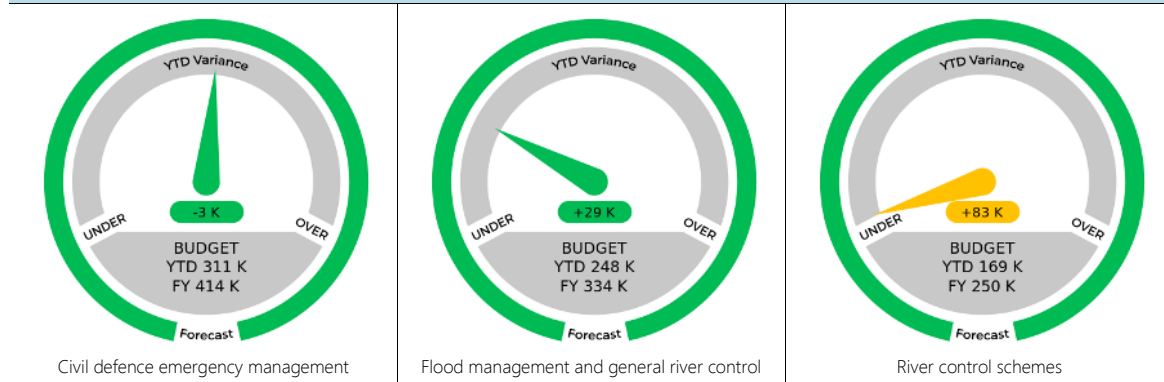 YTD Variance
-3 K
UNDER
OVER
BUDGET
YTD 311 K
FY 414 K
Forecast
Civil defence emergency management
YTD Variance
+29 K
UNDER
OVER
BUDGET
YTD 248 K
FY 334 K
Forecast
Flood management and general river control
YTD Variance
+83 K
UNDER
OVER
BUDGET
YTD 169 K
FY 250 K
Forecast
River control schemes